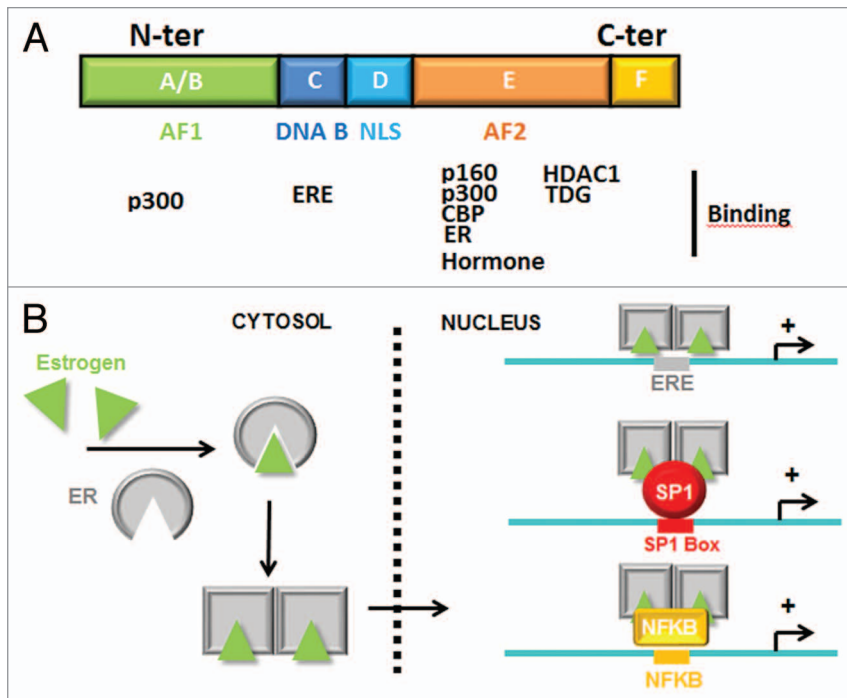 A
N-ter C-ter
A/B C D E F
AF1 DNA B NLS AF2
p300 ERE p160 HDAC1
p300 TDG
CBP
ER
Hormone
Binding
B
CYTOSOL NUCLEUS
Estrogen
ER
+
ERE
SP1
+
SP1 Box
NFKB
+
NFKB